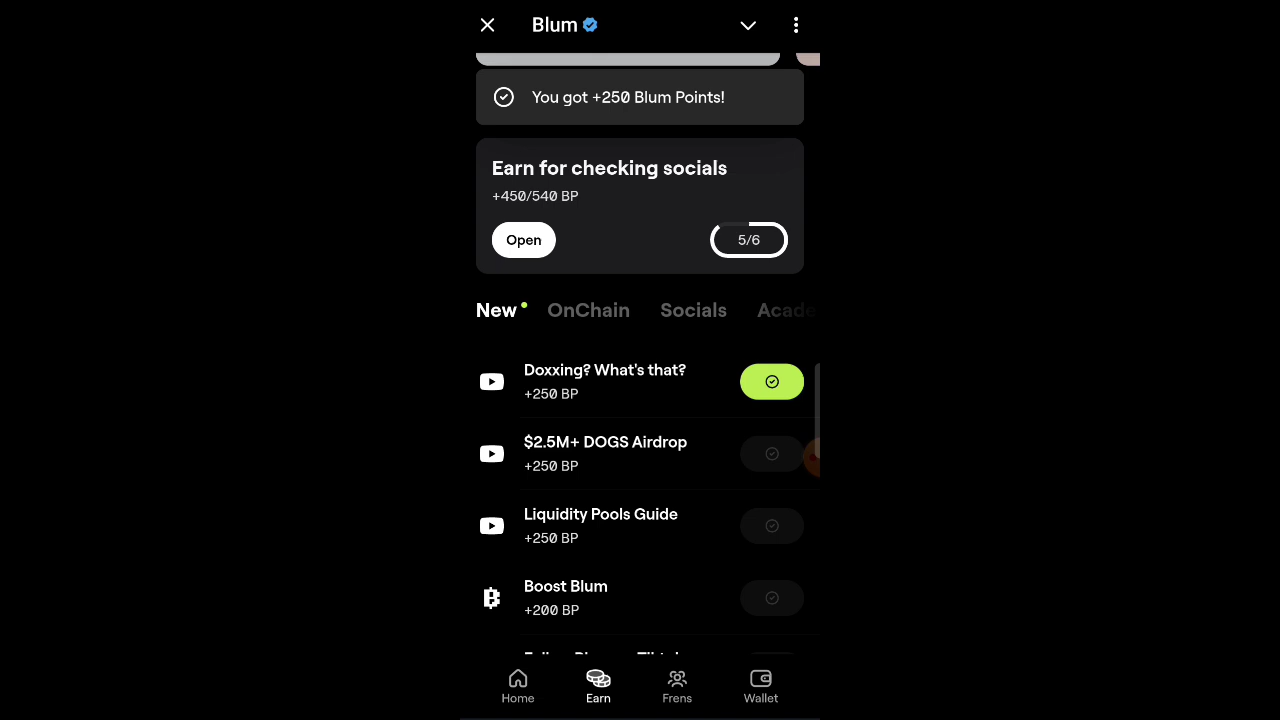 Blum
You got +250 Blum Points!
Earn for checking socials
+450/540 BP
Open
5/6
New OnChain Socials Acade
Doxxing? What's that?
+250 BP
$2.5M+ DOGS Airdrop
+250 BP
Liquidity Pools Guide
+250 BP
Boost Blum
+200 BP
Home Earn Frens Wallet